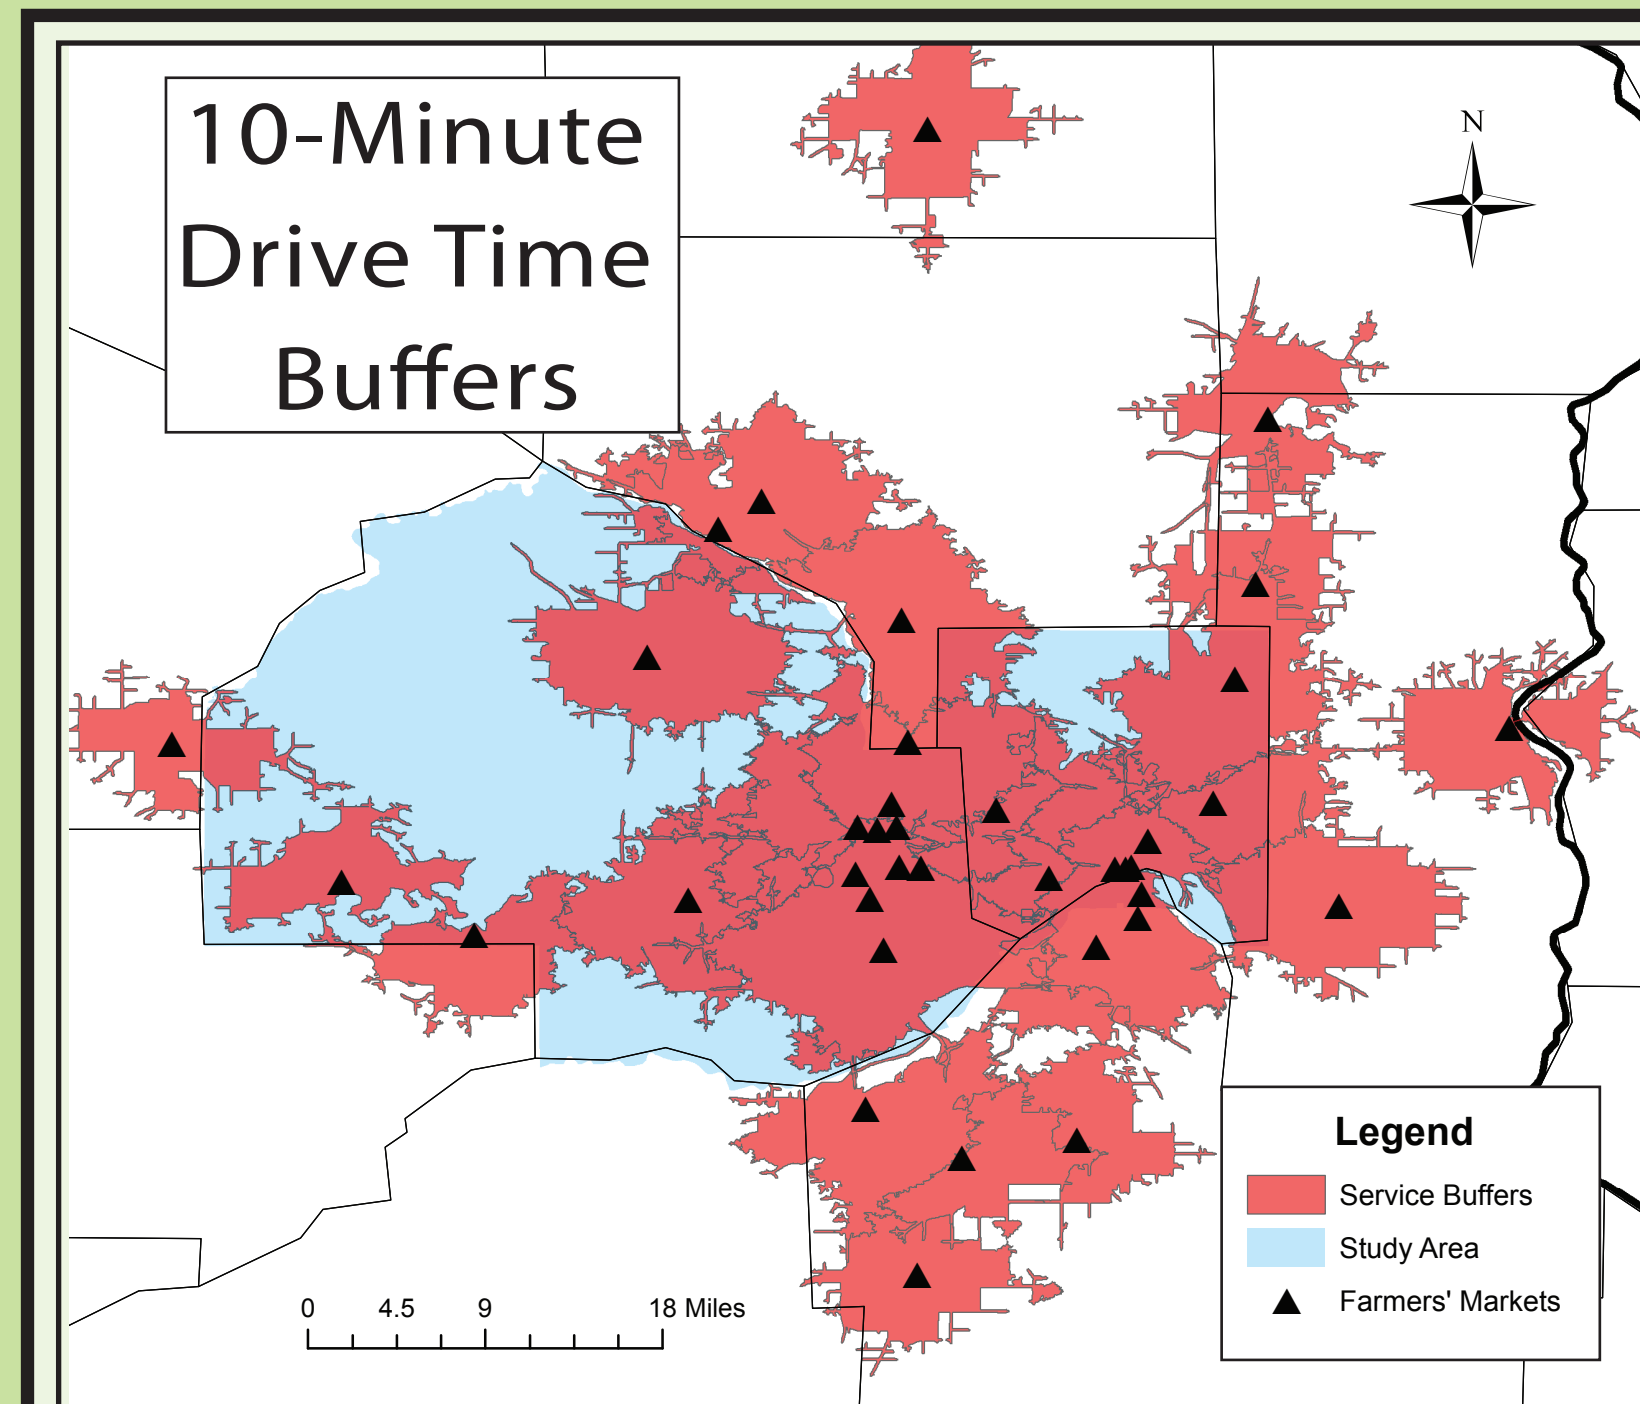 10-Minute
Drive Time
Buffers
N
Legend
Service Buffers
Study Area
Farmers' Markets
0 4.5 9 18 Miles